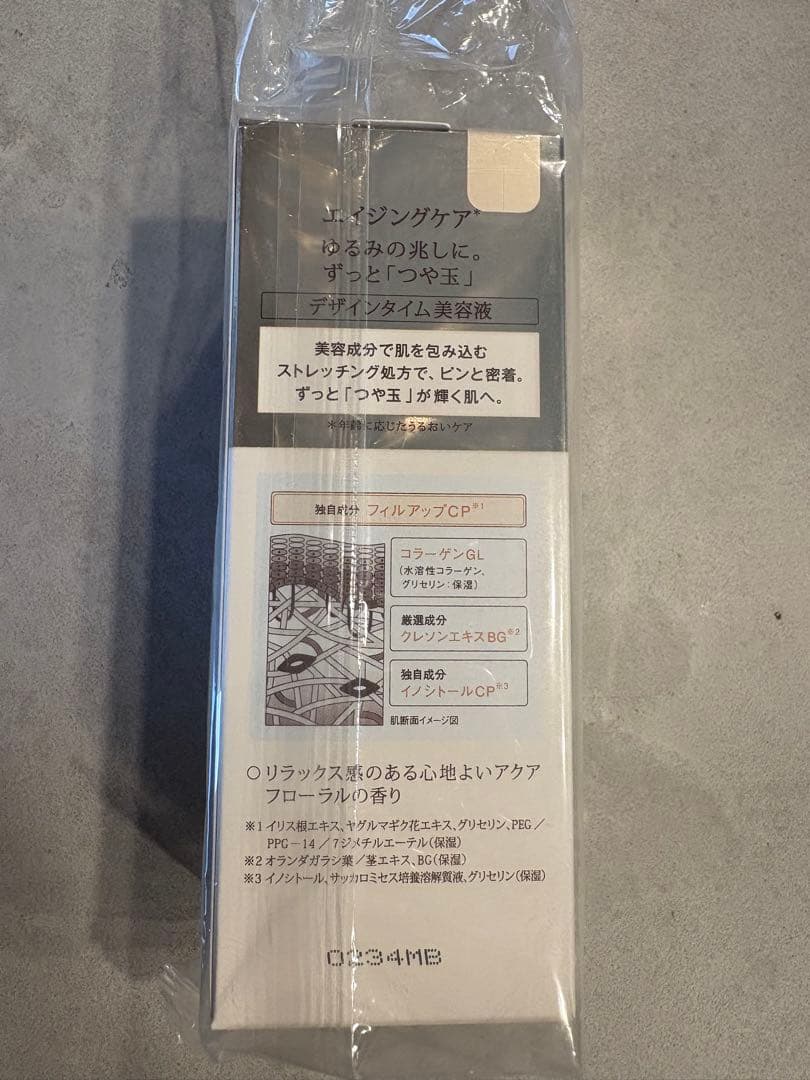 エイジングケア*
ゆるみの兆しに。
ずっと「つや玉」
デザインタイム美容液
美容成分で肌を包み込む
ストレッチング処方で、ピンと密着。
ずっと「つや玉」が輝く肌へ。
*年齢に応じたうるおいケア
独自成分 フィルアップCP※1
コラーゲンGL
(水溶性コラーゲン、
グリセリン:保湿)
厳選成分
クレソンエキスBG※2
独自成分
イノシトールCP※3
肌断面イメージ図
○リラックス感のある心地よいアクア
フローラルの香り
※1 イリス根エキス、ヤグルマギク花エキス、グリセリン、PEG/
PPG-14/7ジメチルエーテル(保湿)
※2 オランダガラシ葉/茎エキス、BG(保湿)
※3 イノシトール、サッカロミセス培養溶解質液、グリセリン(保湿)
0234MB